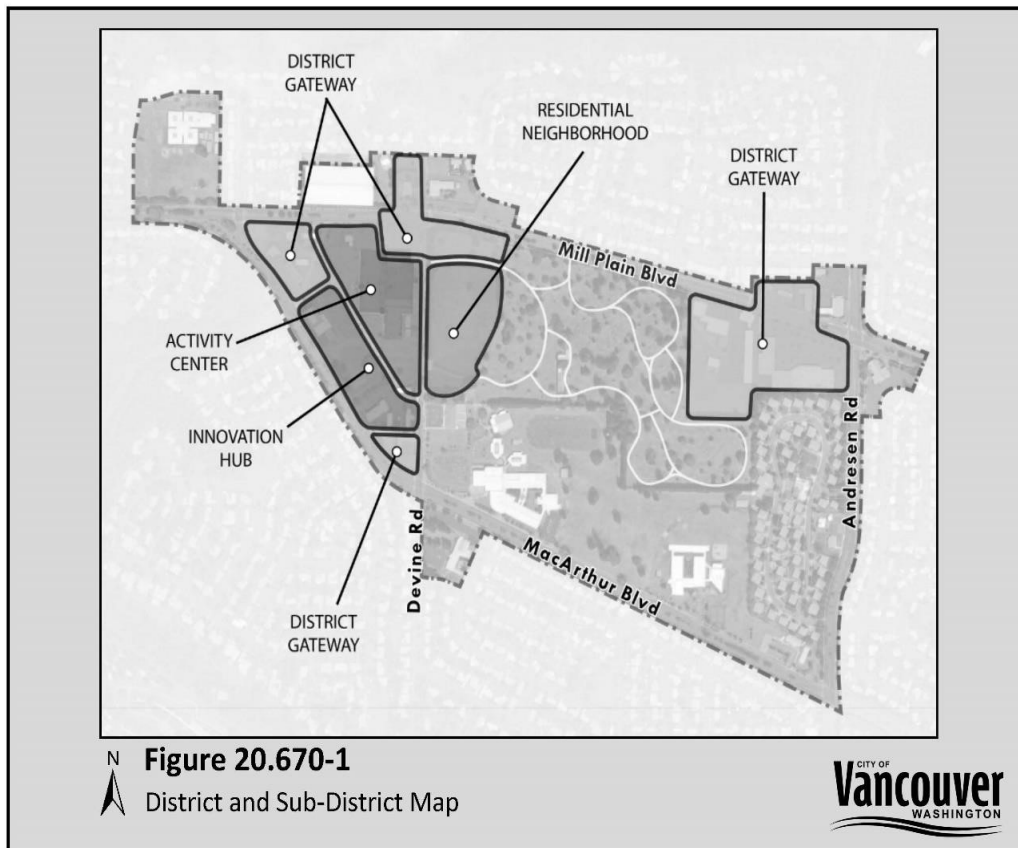 DISTRICT
GATEWAY
RESIDENTIAL
NEIGHBORHOOD
DISTRICT
GATEWAY
Mill Plain Blvd
ACTIVITY
CENTER
INNOVATION
HUB
Andresen Rd
Devine Rd
MacArthur Blvd
DISTRICT
GATEWAY
N
Figure 20.670-1
District and Sub-District Map
CITY OF
Vancouver
WASHINGTON